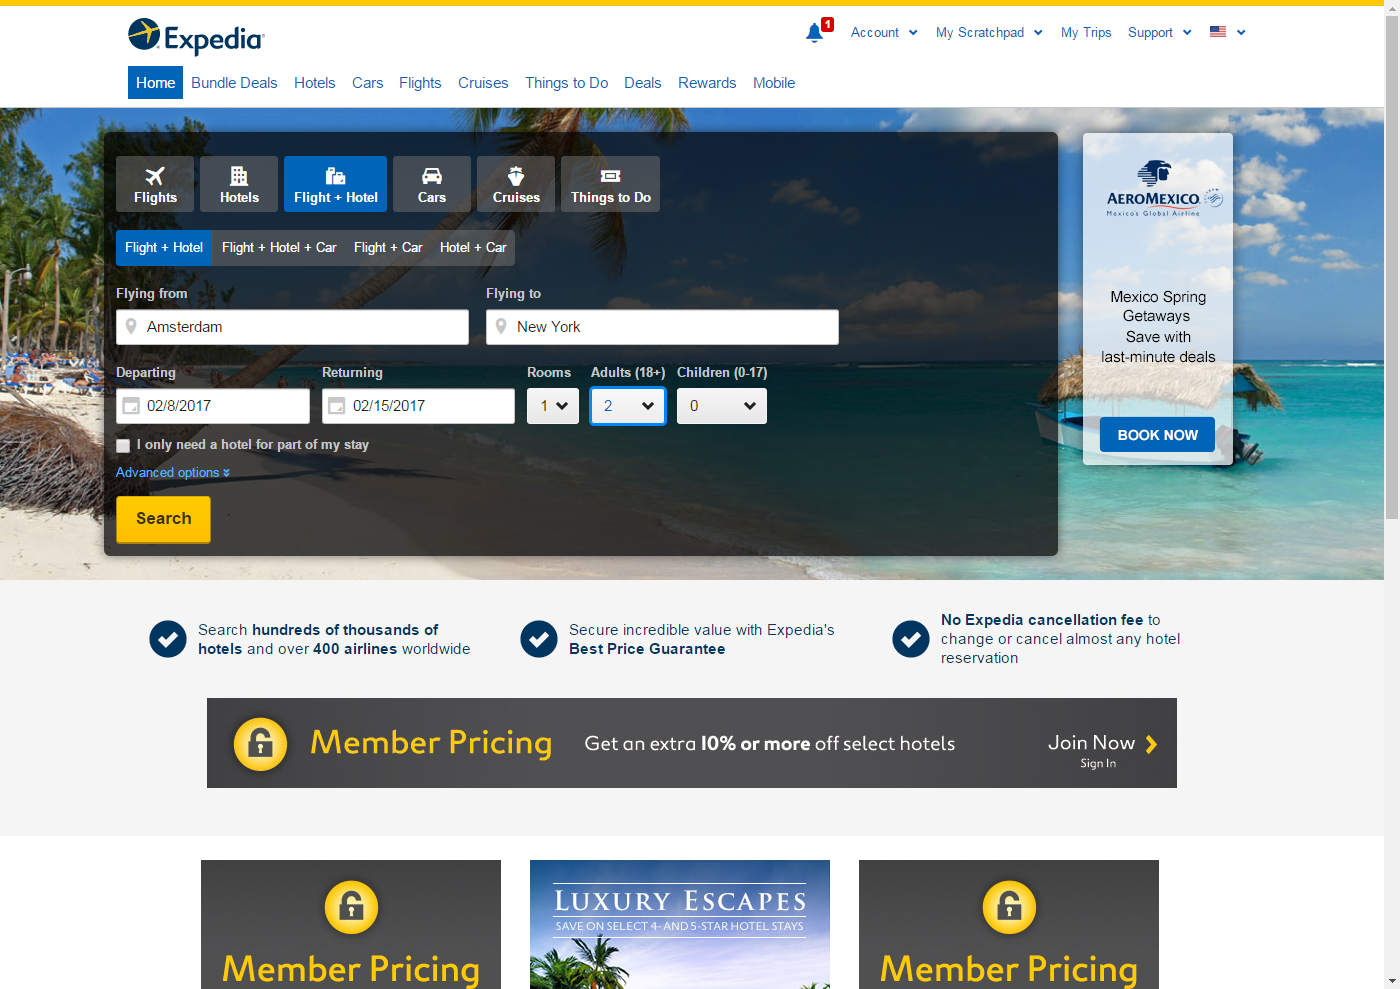 Expedia
1
Account
My Scratchpad
My Trips
Support
Home
Bundle Deals
Hotels
Cars
Flights
Cruises
Things to Do
Deals
Rewards
Mobile
Flights
Hotels
Flight + Hotel
Cars
Cruises
Things to Do
Flight + Hotel
Flight + Hotel + Car
Flight + Car
Hotel + Car
Flying from
Flying to
Amsterdam
New York
Departing
Returning
Rooms
Adults (18+)
Children (0-17)
02/8/2017
02/15/2017
1
2
0
I only need a hotel for part of my stay
Advanced options
Search
AEROMEXICO
Mexico's Global Airline
Mexico Spring
Getaways
Save with
last-minute deals
BOOK NOW
Search hundreds of thousands of
hotels and over 400 airlines worldwide
Secure incredible value with Expedia's
Best Price Guarantee
No Expedia cancellation fee to
change or cancel almost any hotel
reservation
Member Pricing
Get an extra 10% or more off select hotels
Join Now
Sign In
Member Pricing
LUXURY ESCAPES
SAVE ON SELECT 4- AND 5-STAR HOTEL STAYS
Member Pricing